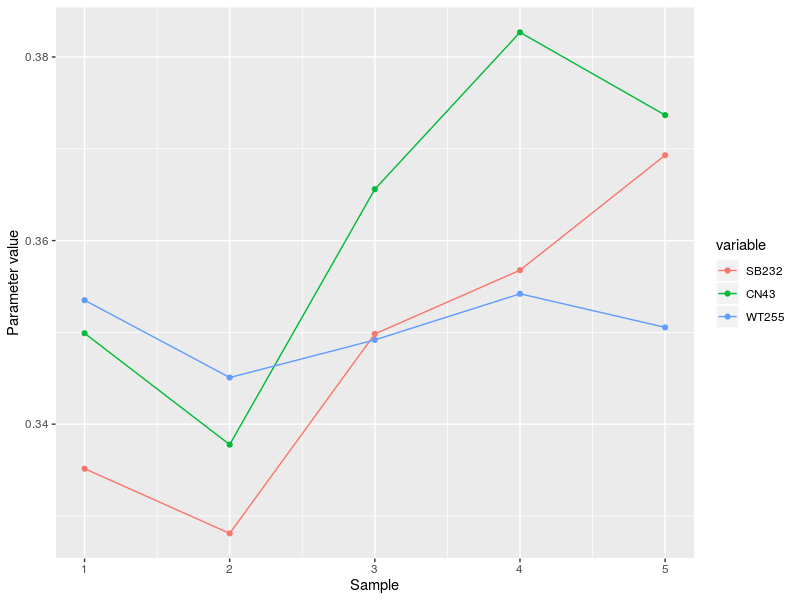 Parameter value
0.38
0.36
0.34
1 2 3 4 5
Sample
variable
SB232
CN43
WT255